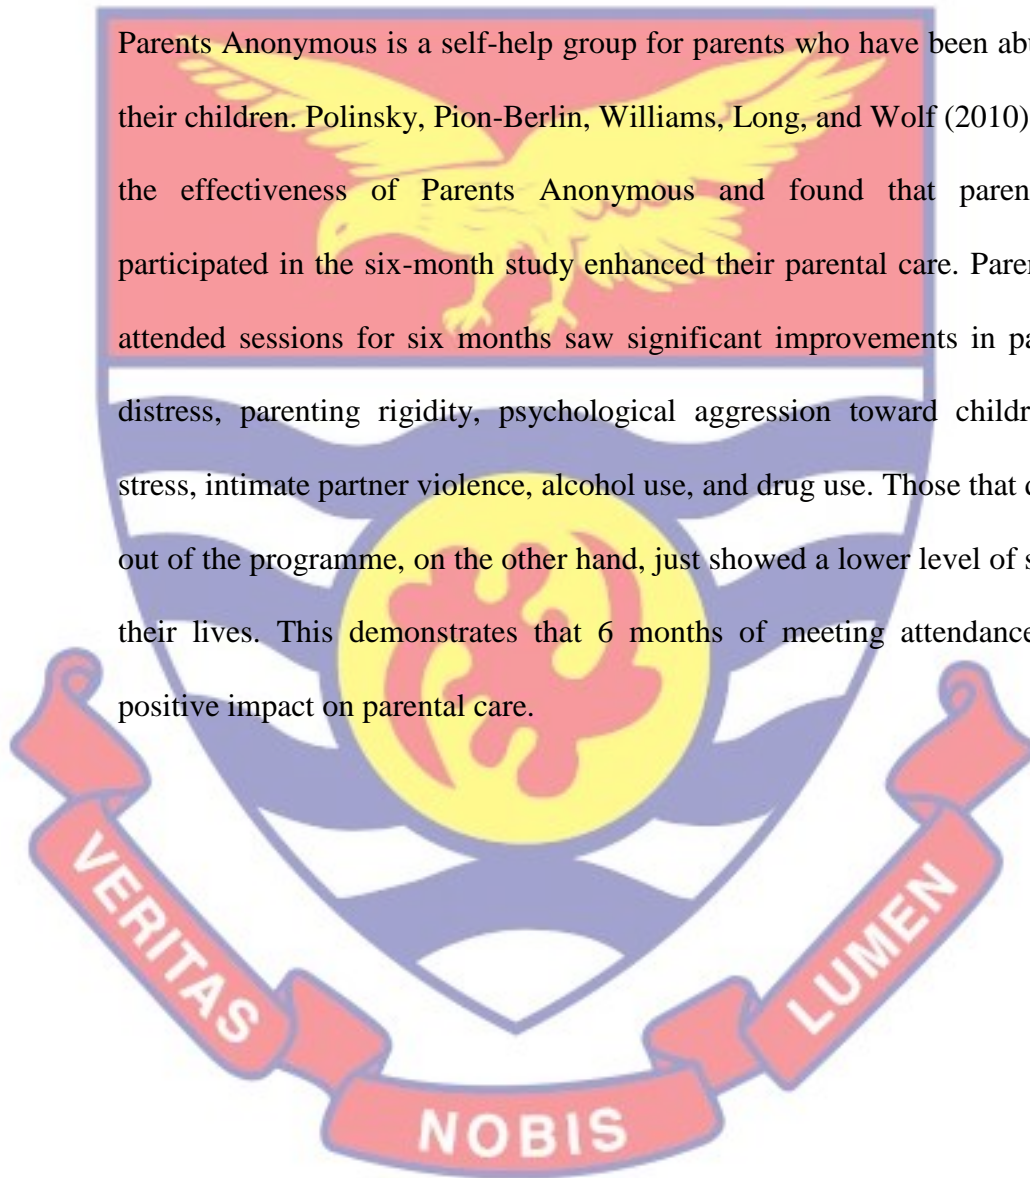 Parents Anonymous is a self-help group for parents who have been
their children. Polinsky, Pion-Berlin, Williams, Long, and Wolf (2010)
the effectiveness of Parents Anonymous and found that
participated in the six-month study enhanced their parental care.
attended sessions for six months saw significant improvements in
distress, parenting rigidity, psychological aggression toward
stress, intimate partner violence, alcohol use, and drug use. Those that
out of the programme, on the other hand, just showed a lower level of
their lives. This demonstrates that 6 months of meeting attendance
positive impact on parental care.
VERITAS
NOBIS
LUMEN